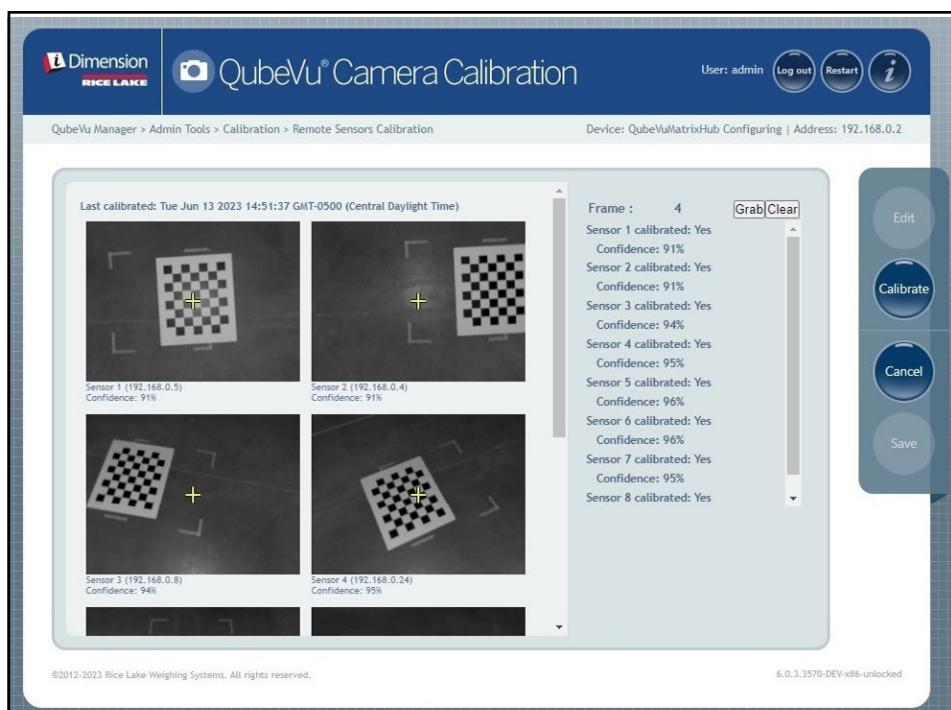 iDimension
RICE LAKE
QubeVu® Camera Calibration
User: admin
Log out
Restart
i
QubeVu Manager > Admin Tools > Calibration > Remote Sensors Calibration
Device: QubeVuMatrixHub Configuring | Address: 192.168.0.2
Last calibrated: Tue Jun 13 2023 14:51:37 GMT-0500 (Central Daylight Time)
Sensor 1 (192.168.0.5)
Confidence: 91%
Sensor 2 (192.168.0.4)
Confidence: 91%
Sensor 3 (192.168.0.8)
Confidence: 94%
Sensor 4 (192.168.0.24)
Confidence: 95%
Frame : 4
Grab Clear
Sensor 1 calibrated: Yes
Confidence: 91%
Sensor 2 calibrated: Yes
Confidence: 91%
Sensor 3 calibrated: Yes
Confidence: 94%
Sensor 4 calibrated: Yes
Confidence: 95%
Sensor 5 calibrated: Yes
Confidence: 96%
Sensor 6 calibrated: Yes
Confidence: 96%
Sensor 7 calibrated: Yes
Confidence: 95%
Sensor 8 calibrated: Yes
Edit
Calibrate
Cancel
Save
©2012-2023 Rice Lake Weighing Systems. All rights reserved.
6.0.3.3570-DEV-x86-unlocked